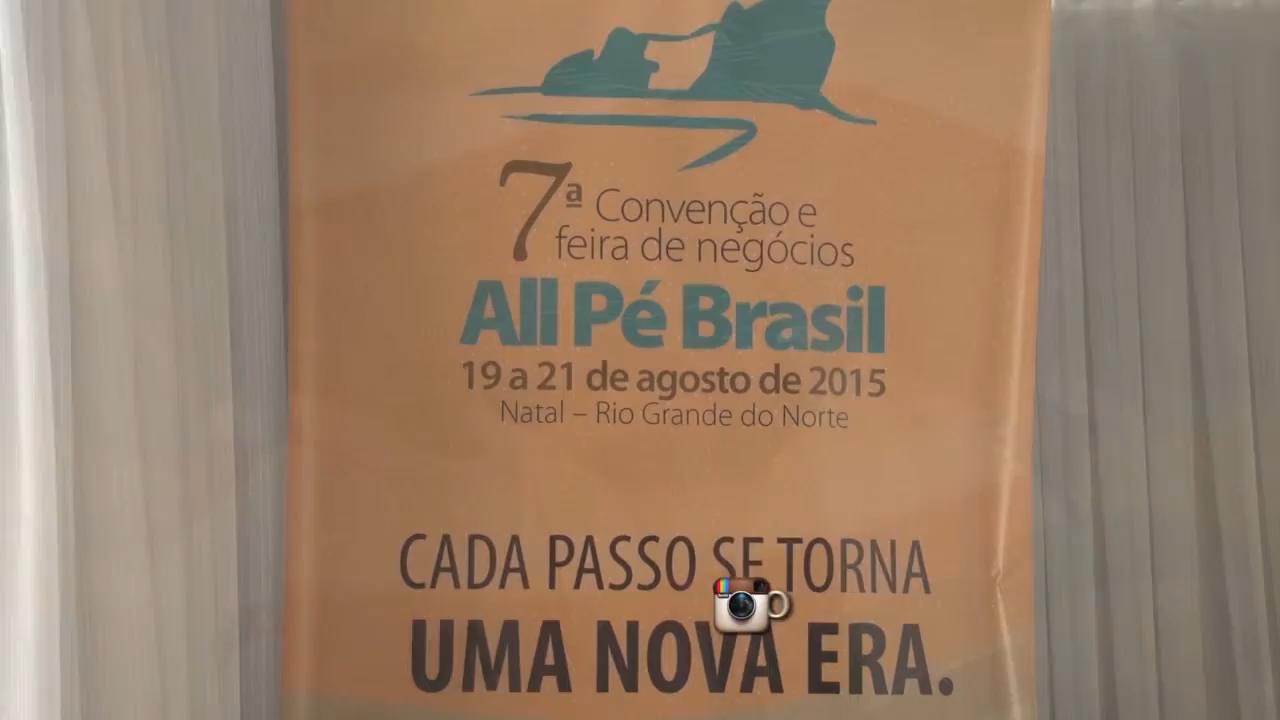 7ª Convenção e
feira de negócios
All Pé Brasil
19 a 21 de agosto de 2015
Natal – Rio Grande do Norte
CADA PASSO SE TORNA
UMA NOVA ERA.